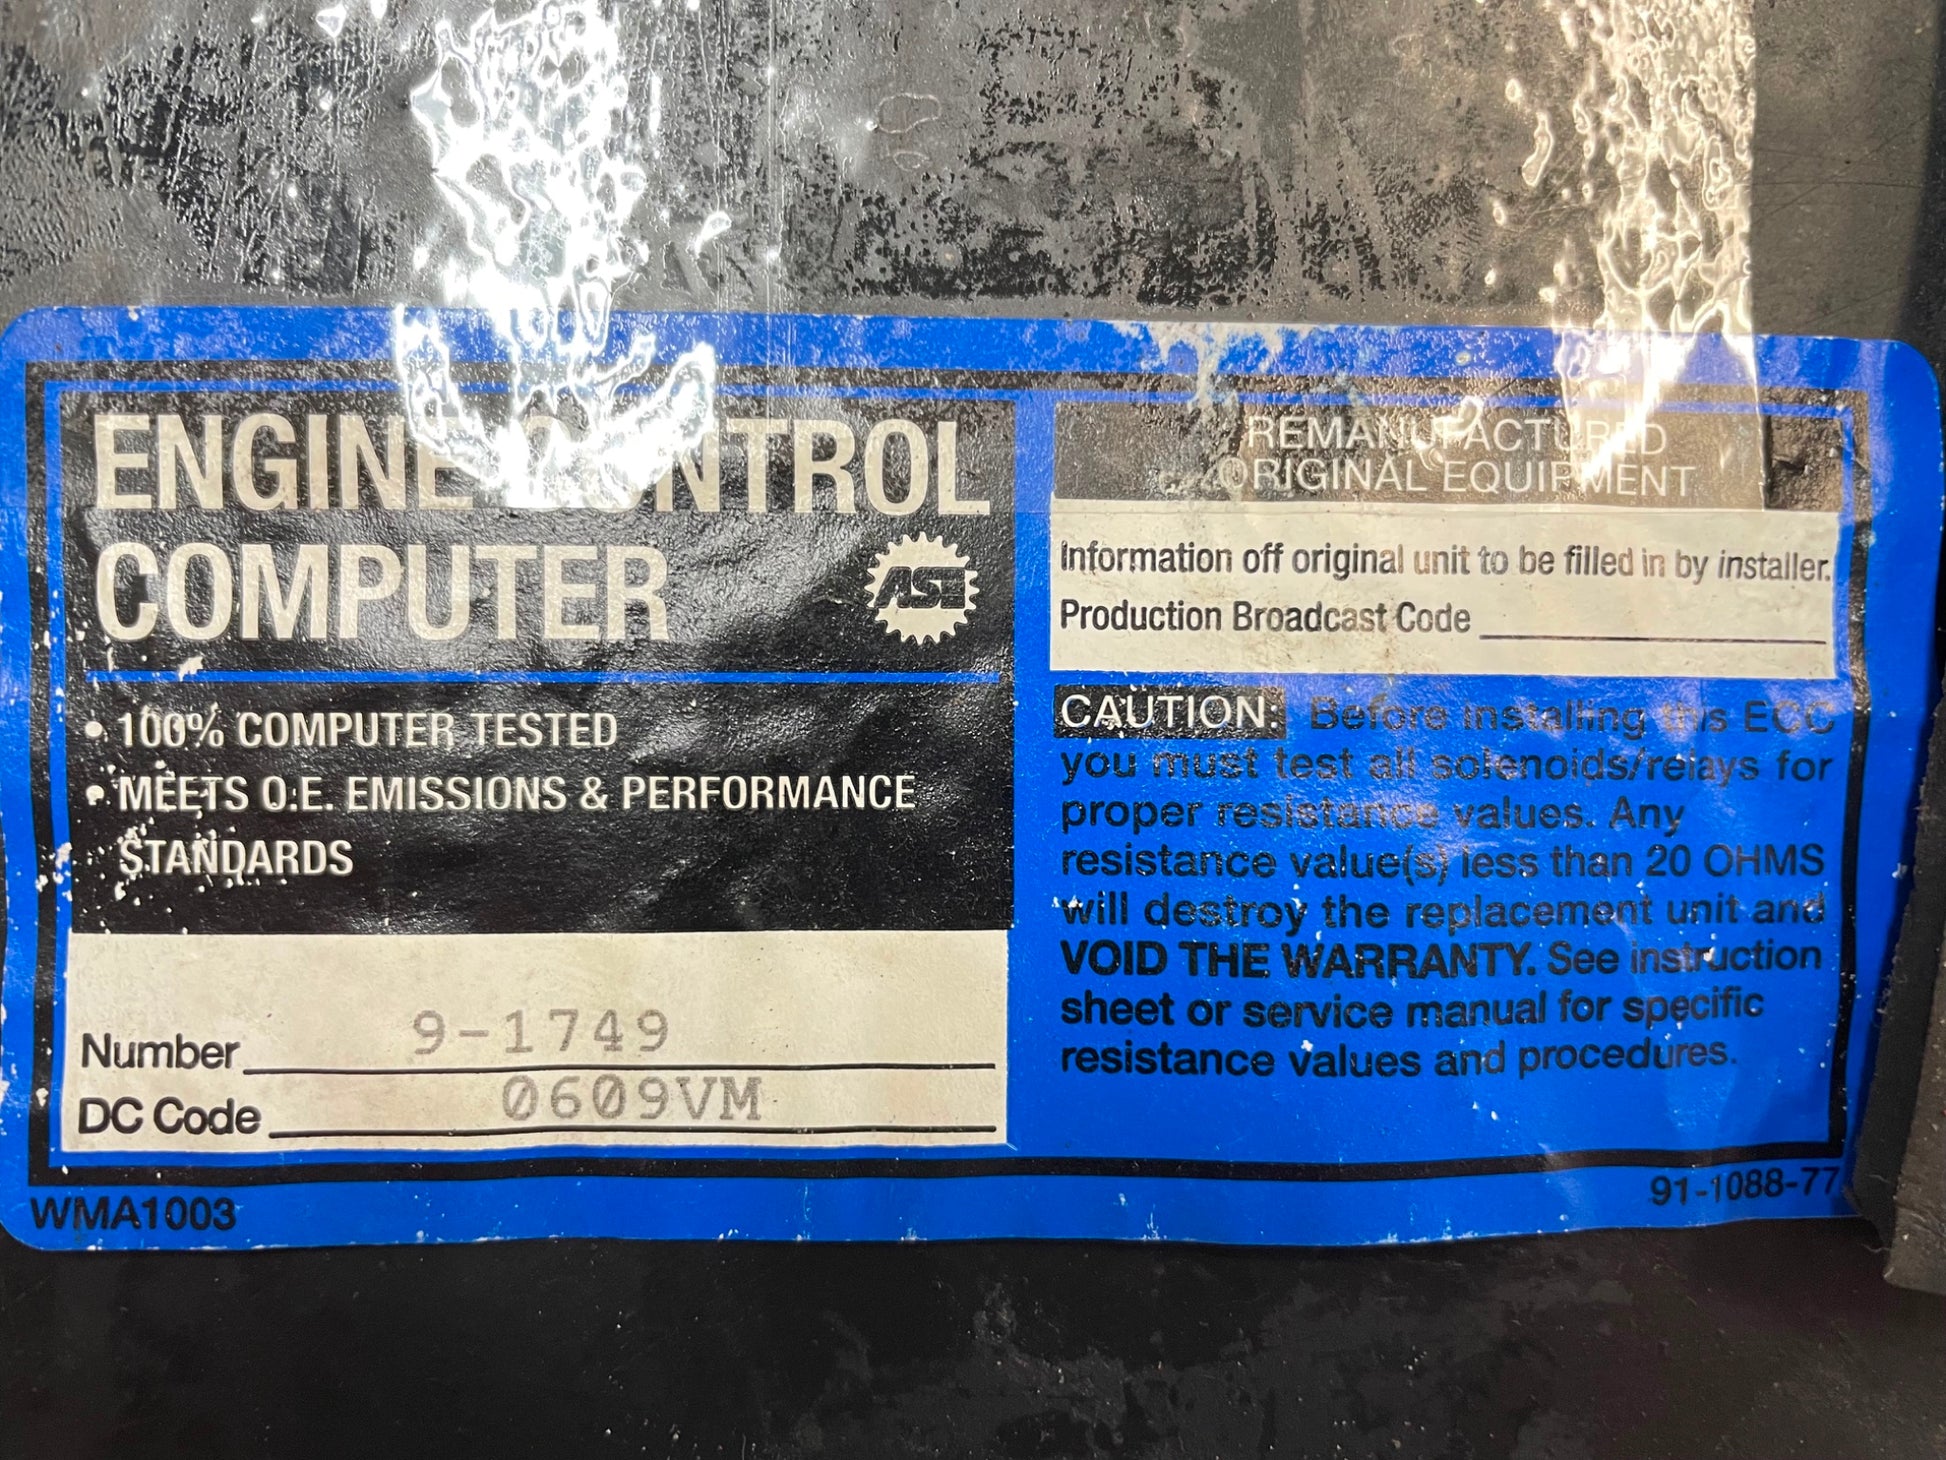 ENGINE CONTROL
COMPUTER
ASE
• 100% COMPUTER TESTED
• MEETS O.E. EMISSIONS & PERFORMANCE
STANDARDS
Number 9-1749
DC Code 0609VM
WMA1003
REMANUFACTURED
ORIGINAL EQUIPMENT
Information off original unit to be filled in by installer.
Production Broadcast Code
CAUTION: Before installing this ECC
you must test all solenoids/relays for
proper resistance values. Any
resistance value(s) less than 20 OHMS
will destroy the replacement unit and
VOID THE WARRANTY. See instruction
sheet or service manual for specific
resistance values and procedures.
91-1088-77